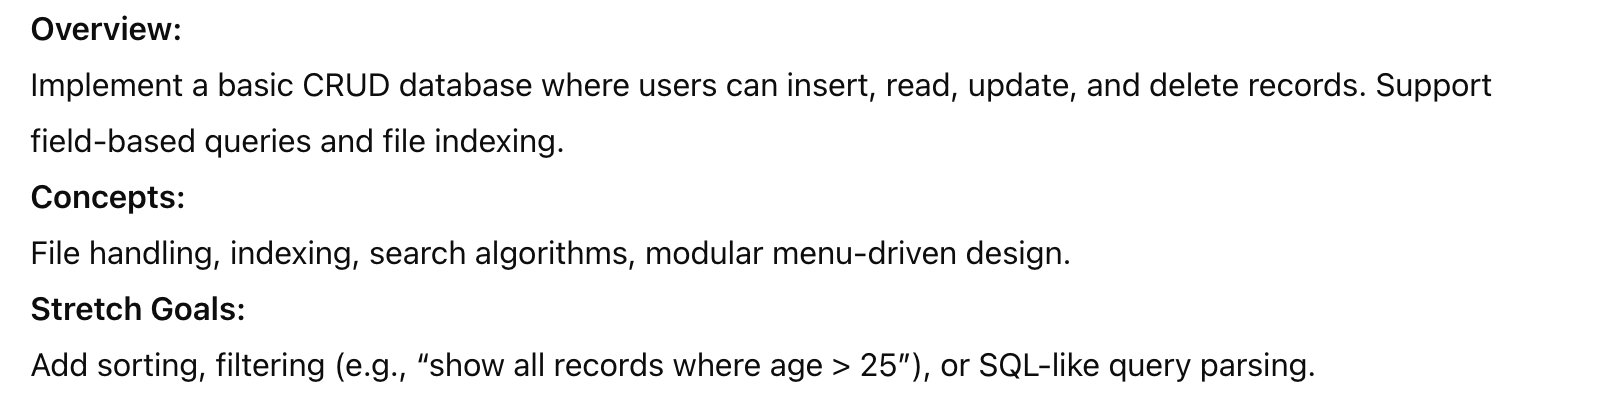 Overview:
Implement a basic CRUD database where users can insert, read, update, and delete records. Support
field-based queries and file indexing.
Concepts:
File handling, indexing, search algorithms, modular menu-driven design.
Stretch Goals:
Add sorting, filtering (e.g., “show all records where age > 25”), or SQL-like query parsing.